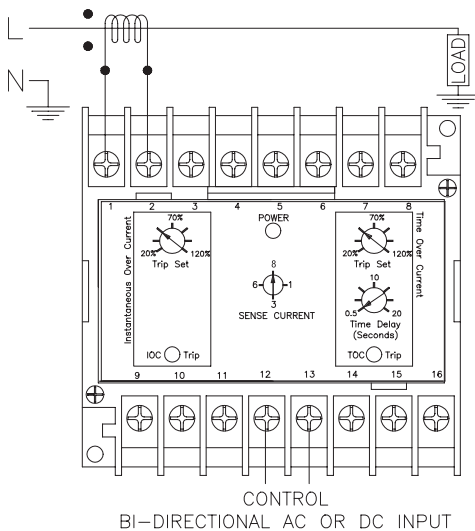 L
N
LOAD
1 2 3 4 5 6 7 8
Instantaneous Over Current
70%
20% 120%
Trip Set
IOC Trip
POWER
8
6 1
3
SENSE CURRENT
Time Over Current
70%
20% 120%
Trip Set
10
0.5 20
Time Delay
(Seconds)
TOC Trip
9 10 11 12 13 14 15 16
CONTROL
BI-DIRECTIONAL AC OR DC INPUT